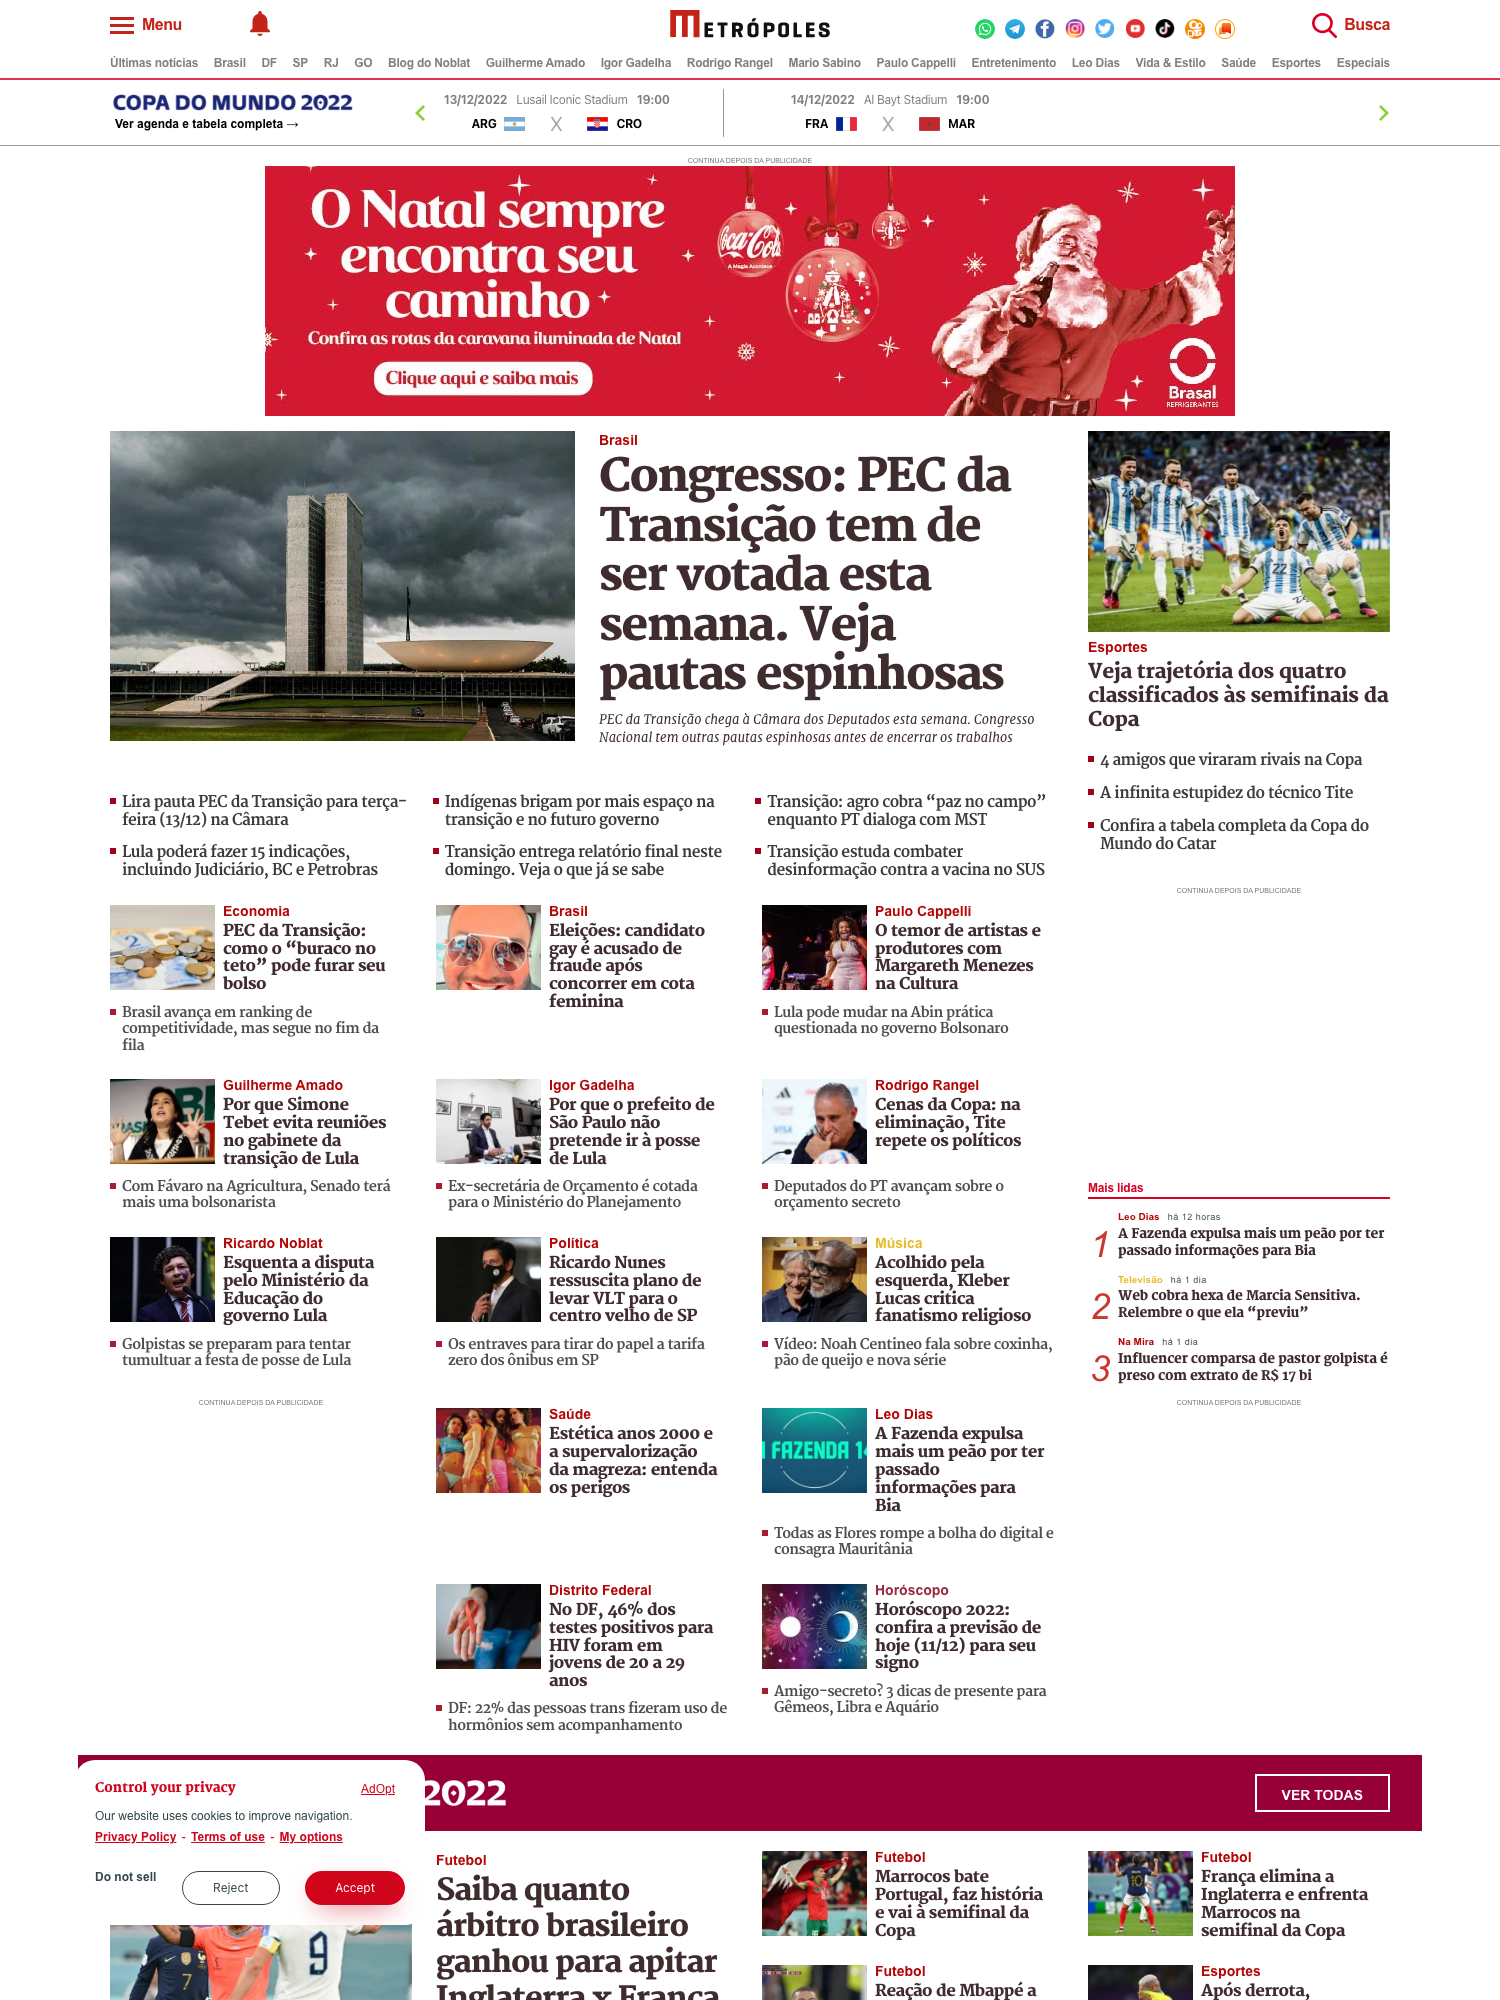 Menu
METRÓPOLES
Busca
Últimas notícias Brasil DF SP RJ GO Blog do Noblat Guilherme Amado Igor Gadelha Rodrigo Rangel Mario Sabino Paulo Cappelli Entretenimento Leo Dias Vida & Estilo Saúde Esportes Especiais
COPA DO MUNDO 2022
Ver agenda e tabela completa →
13/12/2022 Lusail Iconic Stadium 19:00
ARG X CRO
14/12/2022 Al Bayt Stadium 19:00
FRA X MAR
CONTINUA DEPOIS DA PUBLICIDADE
O Natal sempre
encontra seu
caminho
Confira as rotas da caravana iluminada de Natal
Clique aqui e saiba mais
Coca-Cola
A Magia Acontece
Brasal
REFRIGERANTES
Brasil
Congresso: PEC da
Transição tem de
ser votada esta
semana. Veja
pautas espinhosas
PEC da Transição chega à Câmara dos Deputados esta semana. Congresso
Nacional tem outras pautas espinhosas antes de encerrar os trabalhos
Esportes
Veja trajetória dos quatro
classificados às semifinais da
Copa
4 amigos que viraram rivais na Copa
A infinita estupidez do técnico Tite
Confira a tabela completa da Copa do
Mundo do Catar
CONTINUA DEPOIS DA PUBLICIDADE
Lira pauta PEC da Transição para terça-
feira (13/12) na Câmara
Indígenas brigam por mais espaço na
transição e no futuro governo
Transição: agro cobra “paz no campo”
enquanto PT dialoga com MST
Lula poderá fazer 15 indicações,
incluindo Judiciário, BC e Petrobras
Transição entrega relatório final neste
domingo. Veja o que já se sabe
Transição estuda combater
desinformação contra a vacina no SUS
Economia
PEC da Transição:
como o “buraco no
teto” pode furar seu
bolso
Brasil avança em ranking de
competitividade, mas segue no fim da
fila
Brasil
Eleições: candidato
gay é acusado de
fraude após
concorrer em cota
feminina
Paulo Cappelli
O temor de artistas e
produtores com
Margareth Menezes
na Cultura
Lula pode mudar na Abin prática
questionada no governo Bolsonaro
Guilherme Amado
Por que Simone
Tebet evita reuniões
no gabinete da
transição de Lula
Com Fávaro na Agricultura, Senado terá
mais uma bolsonarista
Igor Gadelha
Por que o prefeito de
São Paulo não
pretende ir à posse
de Lula
Ex-secretária de Orçamento é cotada
para o Ministério do Planejamento
Rodrigo Rangel
Cenas da Copa: na
eliminação, Tite
repete os políticos
Deputados do PT avançam sobre o
orçamento secreto
Mais lidas
Leo Dias há 12 horas
1 A Fazenda expulsa mais um peão por ter
passado informações para Bia
Televisão há 1 dia
2 Web cobra hexa de Marcia Sensitiva.
Relembre o que ela “previu”
Na Mira há 1 dia
3 Influencer comparsa de pastor golpista é
preso com extrato de R$ 17 bi
CONTINUA DEPOIS DA PUBLICIDADE
Ricardo Noblat
Esquenta a disputa
pelo Ministério da
Educação do
governo Lula
Golpistas se preparam para tentar
tumultuar a festa de posse de Lula
Política
Ricardo Nunes
ressuscita plano de
levar VLT para o
centro velho de SP
Os entraves para tirar do papel a tarifa
zero dos ônibus em SP
Música
Acolhido pela
esquerda, Kleber
Lucas critica
fanatismo religioso
Vídeo: Noah Centineo fala sobre coxinha,
pão de queijo e nova série
CONTINUA DEPOIS DA PUBLICIDADE
Saúde
Estética anos 2000 e
a supervalorização
da magreza: entenda
os perigos
FAZENDA 14
Leo Dias
A Fazenda expulsa
mais um peão por ter
passado
informações para
Bia
Todas as Flores rompe a bolha do digital e
consagra Mauritânia
Distrito Federal
No DF, 46% dos
testes positivos para
HIV foram em
jovens de 20 a 29
anos
DF: 22% das pessoas trans fizeram uso de
hormônios sem acompanhamento
Horóscopo
Horóscopo 2022:
confira a previsão de
hoje (11/12) para seu
signo
Amigo-secreto? 3 dicas de presente para
Gêmeos, Libra e Aquário
2022
VER TODAS
Control your privacy
AdOpt
Our website uses cookies to improve navigation.
Privacy Policy - Terms of use - My options
Do not sell
Reject
Accept
Futebol
Saiba quanto
árbitro brasileiro
ganhou para apitar
Inglaterra x França
Futebol
Marrocos bate
Portugal, faz história
e vai à semifinal da
Copa
Futebol
França elimina a
Inglaterra e enfrenta
Marrocos na
semifinal da Copa
Futebol
Reação de Mbappé a
Esportes
Após derrota,